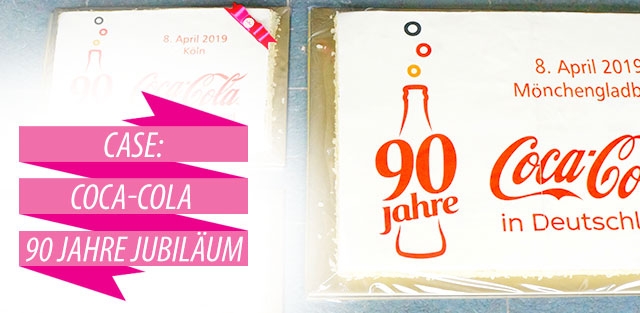 CASE:
COCA-COLA
90 JAHRE JUBILÄUM
8. April 2019
Köln
90
Coca-Cola
8. April 2019
Mönchengladb
90
jahre
Coca-Co
in Deutschl